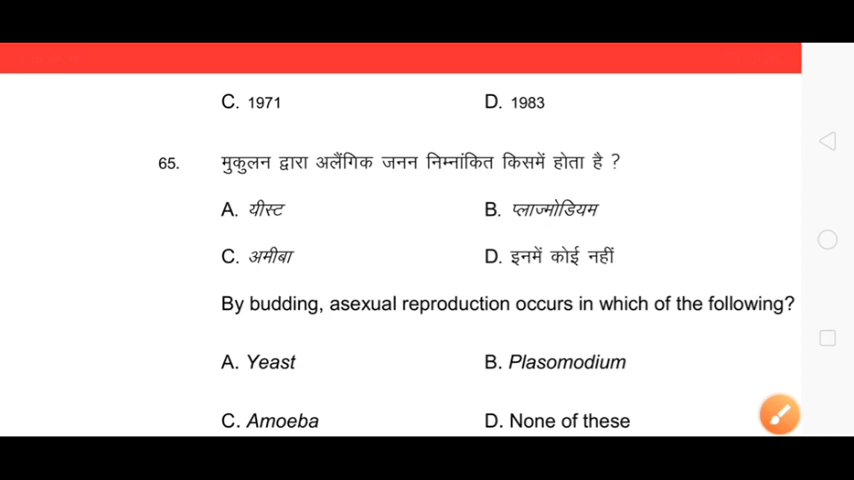 C. 1971 D. 1983
65. मुकुलन द्वारा अलैंगिक जनन निम्नांकित किसमें होता है ?
A. यीस्ट B. प्लाज्मोडियम
C. अमीबा D. इनमें कोई नहीं
By budding, asexual reproduction occurs in which of the following?
A. Yeast B. Plasomodium
C. Amoeba D. None of these